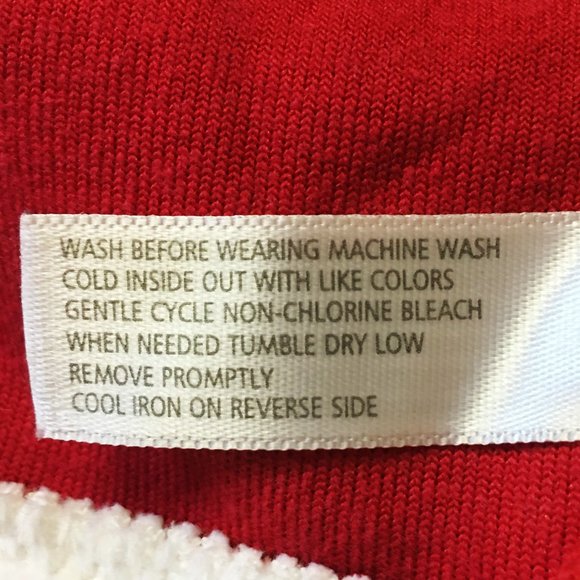 WASH BEFORE WEARING MACHINE WASH
COLD INSIDE OUT WITH LIKE COLORS
GENTLE CYCLE NON-CHLORINE BLEACH
WHEN NEEDED TUMBLE DRY LOW
REMOVE PROMPTLY
COOL IRON ON REVERSE SIDE